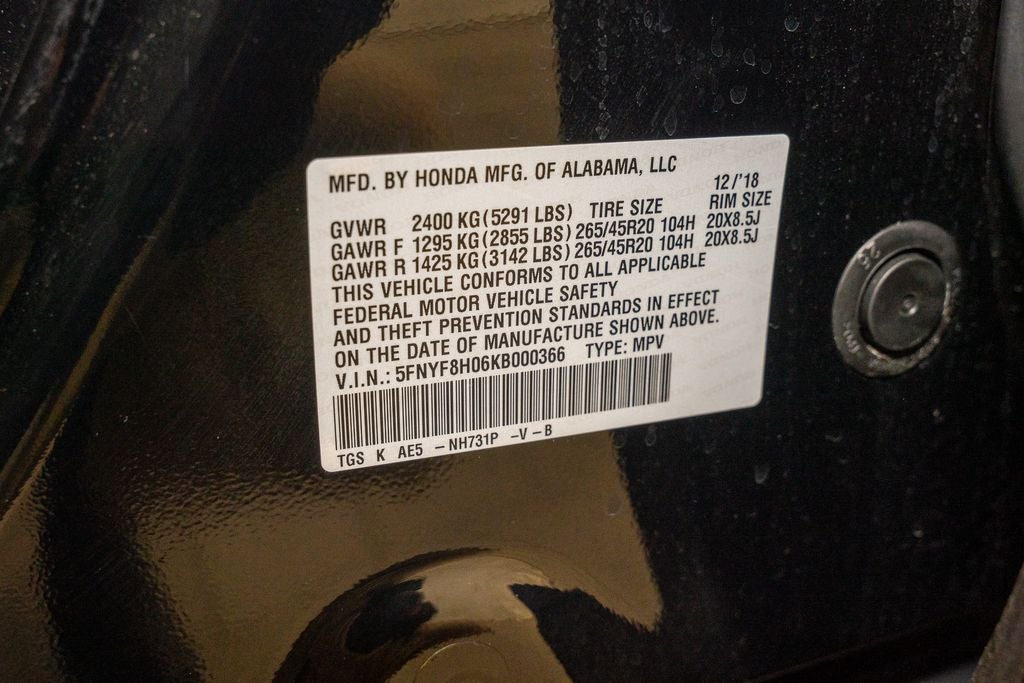 MFD. BY HONDA MFG. OF ALABAMA, LLC
12/'18
GVWR 2400 KG (5291 LBS) TIRE SIZE RIM SIZE
GAWR F 1295 KG (2855 LBS) 265/45R20 104H 20X8.5J
GAWR R 1425 KG (3142 LBS) 265/45R20 104H 20X8.5J
THIS VEHICLE CONFORMS TO ALL APPLICABLE
FEDERAL MOTOR VEHICLE SAFETY
AND THEFT PREVENTION STANDARDS IN EFFECT
ON THE DATE OF MANUFACTURE SHOWN ABOVE.
V.I.N.: 5FNYF8H06KB000366 TYPE: MPV
TGS K AE5 -NH731P -V-B